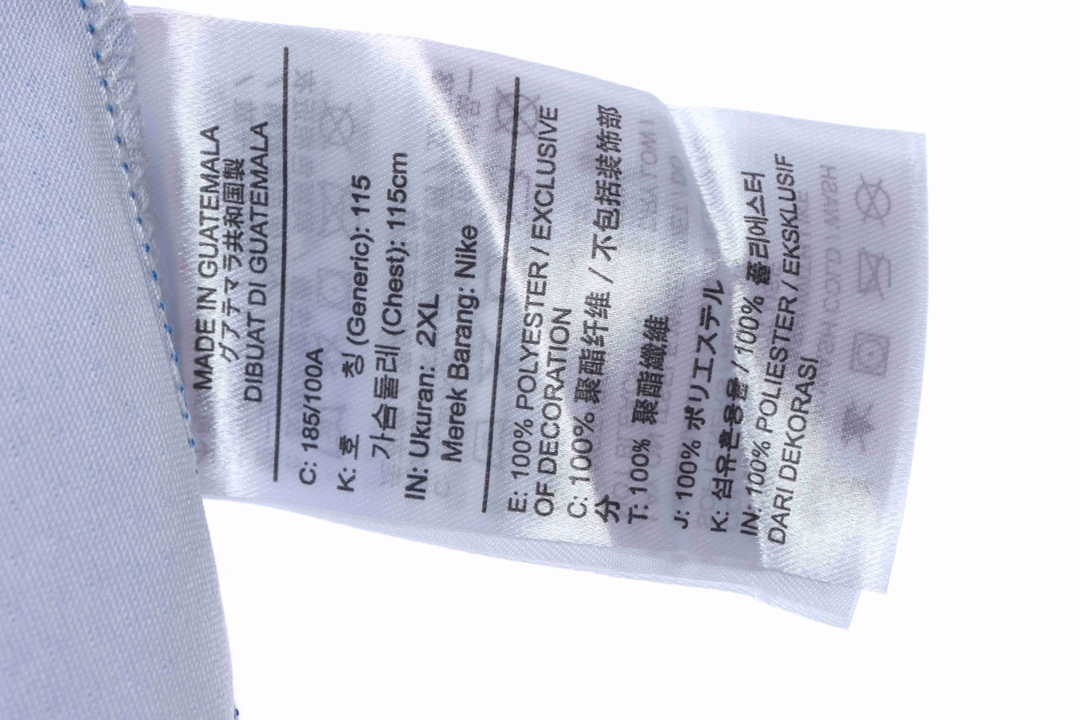 MADE IN GUATEMALA
グアテマラ共和国製
DIBUAT DI GUATEMALA
C: 185/100A
K: 호 칭 (Generic): 115
가슴둘레 (Chest): 115cm
IN: Ukuran: 2XL
Merek Barang: Nike
E: 100% POLYESTER / EXCLUSIVE
OF DECORATION
C: 100% 聚酯纤维 / 不包括装饰部
分
T: 100% 聚酯纖維
J: 100% ポリエステル
K: 섬유혼용율 / 100% 폴리에스터
IN: 100% POLIESTER / EKSKLUSIF
DARI DEKORASI